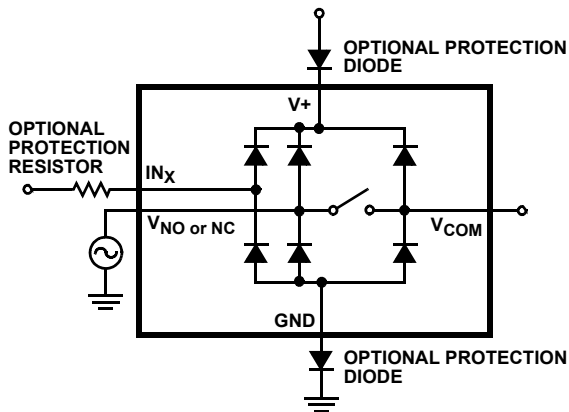 OPTIONAL PROTECTION
DIODE
V+
OPTIONAL
PROTECTION
RESISTOR
INX
VNO or NC
VCOM
GND
OPTIONAL PROTECTION
DIODE